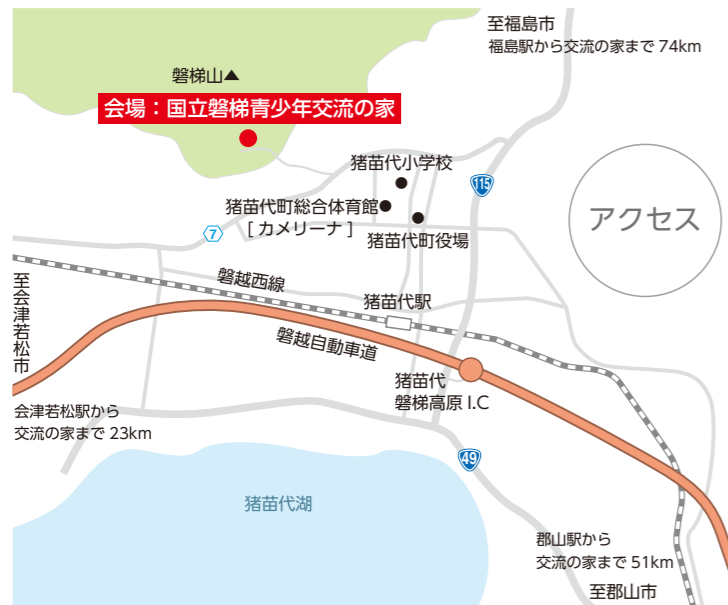 至福島市
福島駅から交流の家まで 74km
磐梯山▲
会場：国立磐梯青少年交流の家
猪苗代小学校
115
猪苗代町総合体育館
[ カメリーナ ]
猪苗代町役場
アクセス
7
磐越西線
猪苗代駅
至会津若松市
磐越自動車道
猪苗代
磐梯高原 I.C
会津若松駅から
交流の家まで 23km
49
猪苗代湖
郡山駅から
交流の家まで 51km
至郡山市